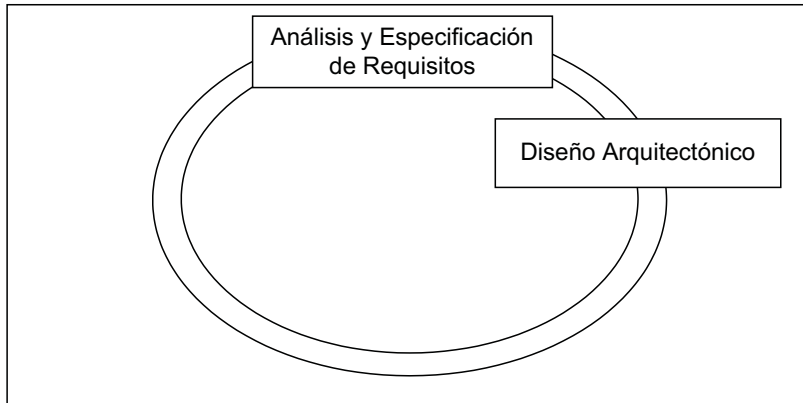 Análisis y Especificación
de Requisitos
Diseño Arquitectónico